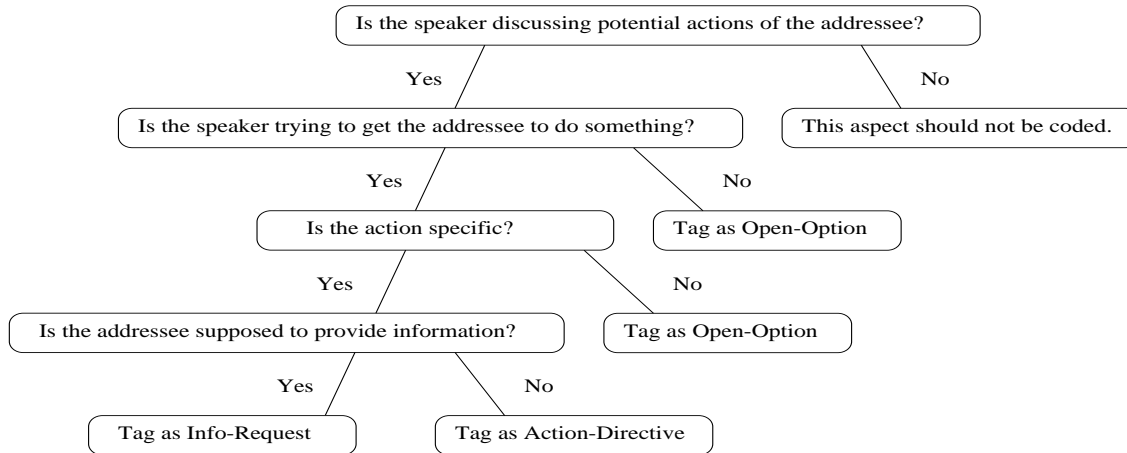 Is the speaker discussing potential actions of the addressee?
Yes
No
Is the speaker trying to get the addressee to do something?
This aspect should not be coded.
Yes
No
Is the action specific?
Tag as Open-Option
Yes
No
Is the addressee supposed to provide information?
Tag as Open-Option
Yes
No
Tag as Info-Request
Tag as Action-Directive